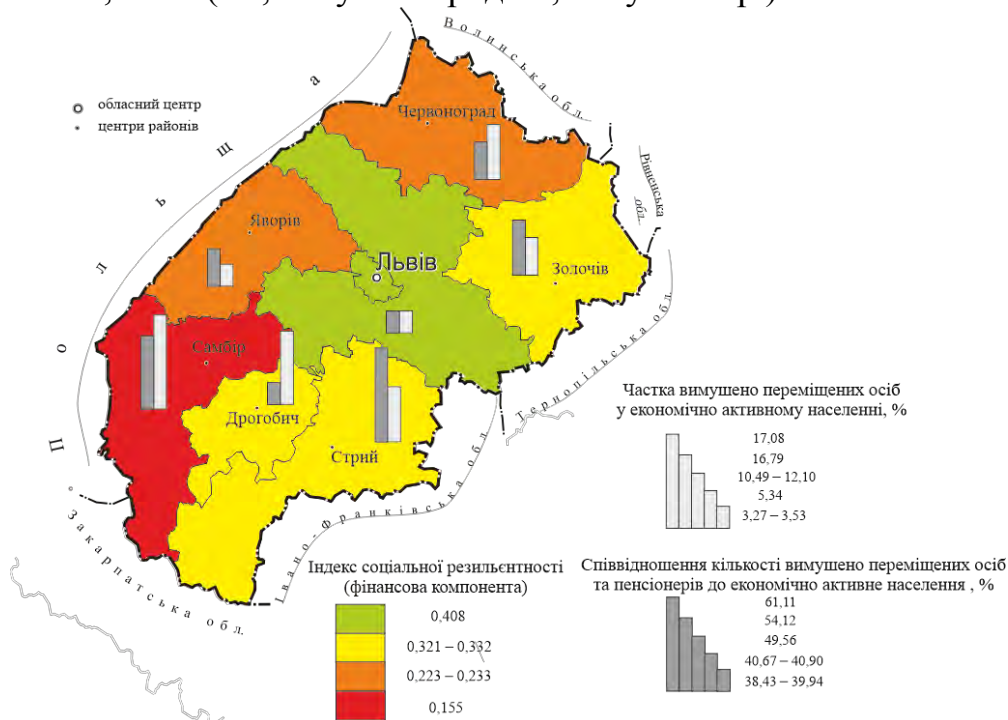 обласний центр
центри районів
Польща
Волинська обл.
Рівненська
обл.
Тернопільська обл.
Івано-Франківська обл.
Закарпатська обл.
Червоноград
Яворів
Львів
Золочів
Самбір
Дрогобич
Стрий
Частка вимушено переміщених осіб
у економічно активному населенні, %
17,08
16,79
10,49 – 12,10
5,34
3,27 – 3,53
Індекс соціальної резильєнтності
(фінансова компонента)
0,408
0,321 – 0,332
0,223 – 0,233
0,155
Співвідношення кількості вимушено переміщених осіб
та пенсіонерів до економічно активне населення , %
61,11
54,12
49,56
40,67 – 40,90
38,43 – 39,94